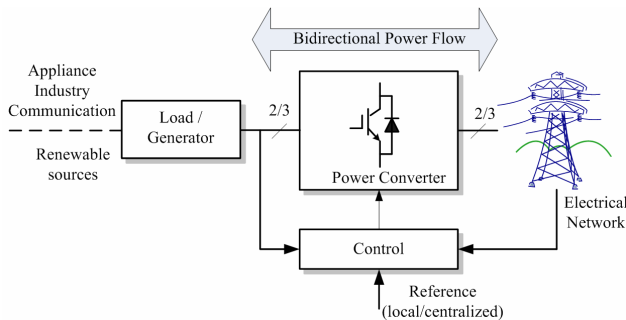 Bidirectional Power Flow
Appliance
Industry
Communication
Renewable
sources
Load /
Generator
2/3
Power Converter
2/3
Electrical
Network
Control
Reference
(local/centralized)